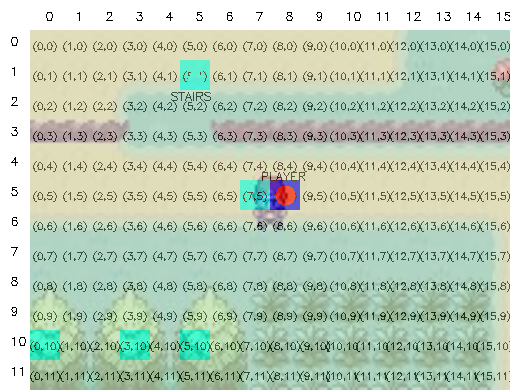 0 1 2 3 4 5 6 7 8 9 10 11 12 13 14 15
0 (0,0) (1,0) (2,0) (3,0) (4,0) (5,0) (6,0) (7,0) (8,0) (9,0) (10,0) (11,0) (12,0) (13,0) (14,0) (15,0)
1 (0,1) (1,1) (2,1) (3,1) (4,1) (6,1) (7,1) (8,1) (9,1) (10,1) (11,1) (12,1) (13,1) (14,1) (15,1)
STAIRS
2 (0,2) (1,2) (2,2) (3,2) (4,2) (5,2) (6,2) (7,2) (8,2) (9,2) (10,2) (11,2) (12,2) (13,2) (14,2) (15,2)
3 (0,3) (1,3) (2,3) (3,3) (4,3) (5,3) (6,3) (7,3) (8,3) (9,3) (10,3) (11,3) (12,3) (13,3) (14,3) (15,3)
4 (0,4) (1,4) (2,4) (3,4) (4,4) (5,4) (6,4) (7,4) (8,4) (9,4) (10,4) (11,4) (12,4) (13,4) (14,4) (15,4)
PLAYER
5 (0,5) (1,5) (2,5) (3,5) (4,5) (5,5) (6,5) (7,5) (9,5) (10,5) (11,5) (12,5) (13,5) (14,5) (15,5)
6 (0,6) (1,6) (2,6) (3,6) (4,6) (5,6) (6,6) (7,6) (8,6) (9,6) (10,6) (11,6) (12,6) (13,6) (14,6) (15,6)
7 (0,7) (1,7) (2,7) (3,7) (4,7) (5,7) (6,7) (7,7) (8,7) (9,7) (10,7) (11,7) (12,7) (13,7) (14,7) (15,7)
8 (0,8) (1,8) (2,8) (3,8) (4,8) (5,8) (6,8) (7,8) (8,8) (9,8) (10,8) (11,8) (12,8) (13,8) (14,8) (15,8)
9 (0,9) (1,9) (2,9) (3,9) (4,9) (5,9) (6,9) (7,9) (8,9) (9,9) (10,9) (11,9) (12,9) (13,9) (14,9) (15,9)
10 (0,10) (1,10) (2,10) (3,10) (4,10) (5,10) (6,10) (7,10) (8,10) (9,10) (10,10) (11,10) (12,10) (13,10) (14,10) (15,10)
11 (0,11) (1,11) (2,11) (3,11) (4,11) (5,11) (6,11) (7,11) (8,11) (9,11) (10,11) (11,11) (12,11) (13,11) (14,11) (15,11)